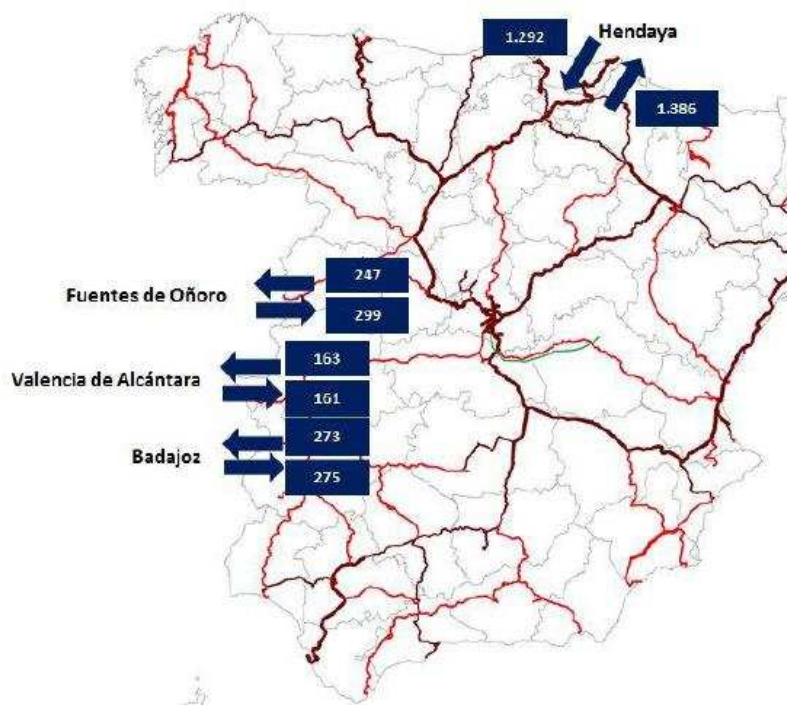 1.292
Hendaya
1.386
247
Fuentes de Oñoro
299
163
Valencia de Alcántara
161
273
Badajoz
275